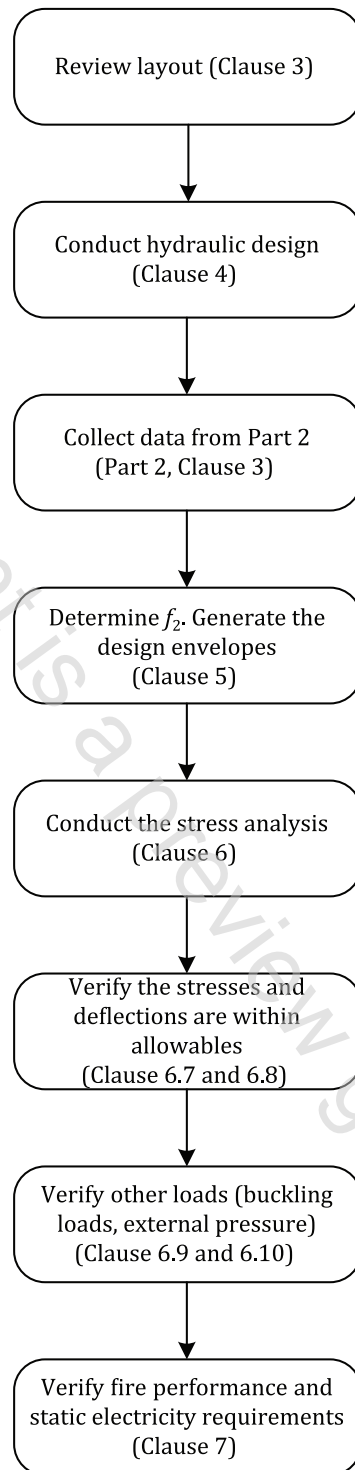 Review layout (Clause 3)
Conduct hydraulic design
(Clause 4)
Collect data from Part 2
(Part 2, Clause 3)
Determine f₂. Generate the
design envelopes
(Clause 5)
Conduct the stress analysis
(Clause 6)
Verify the stresses and
deflections are within
allowables
(Clause 6.7 and 6.8)
Verify other loads (buckling
loads, external pressure)
(Clause 6.9 and 6.10)
Verify fire performance and
static electricity requirements
(Clause 7)
is a preview